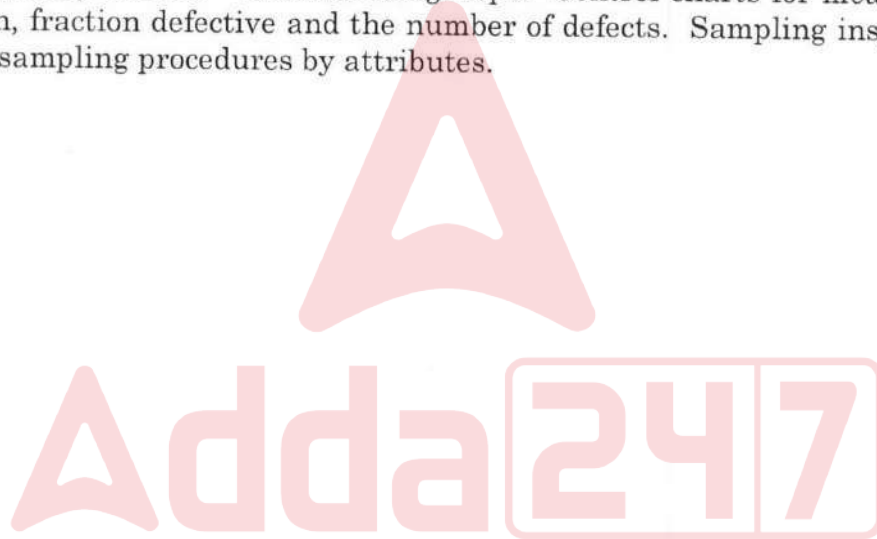 n, fraction defective and the number of defects. Sampling ins
sampling procedures by attributes.
Adda247